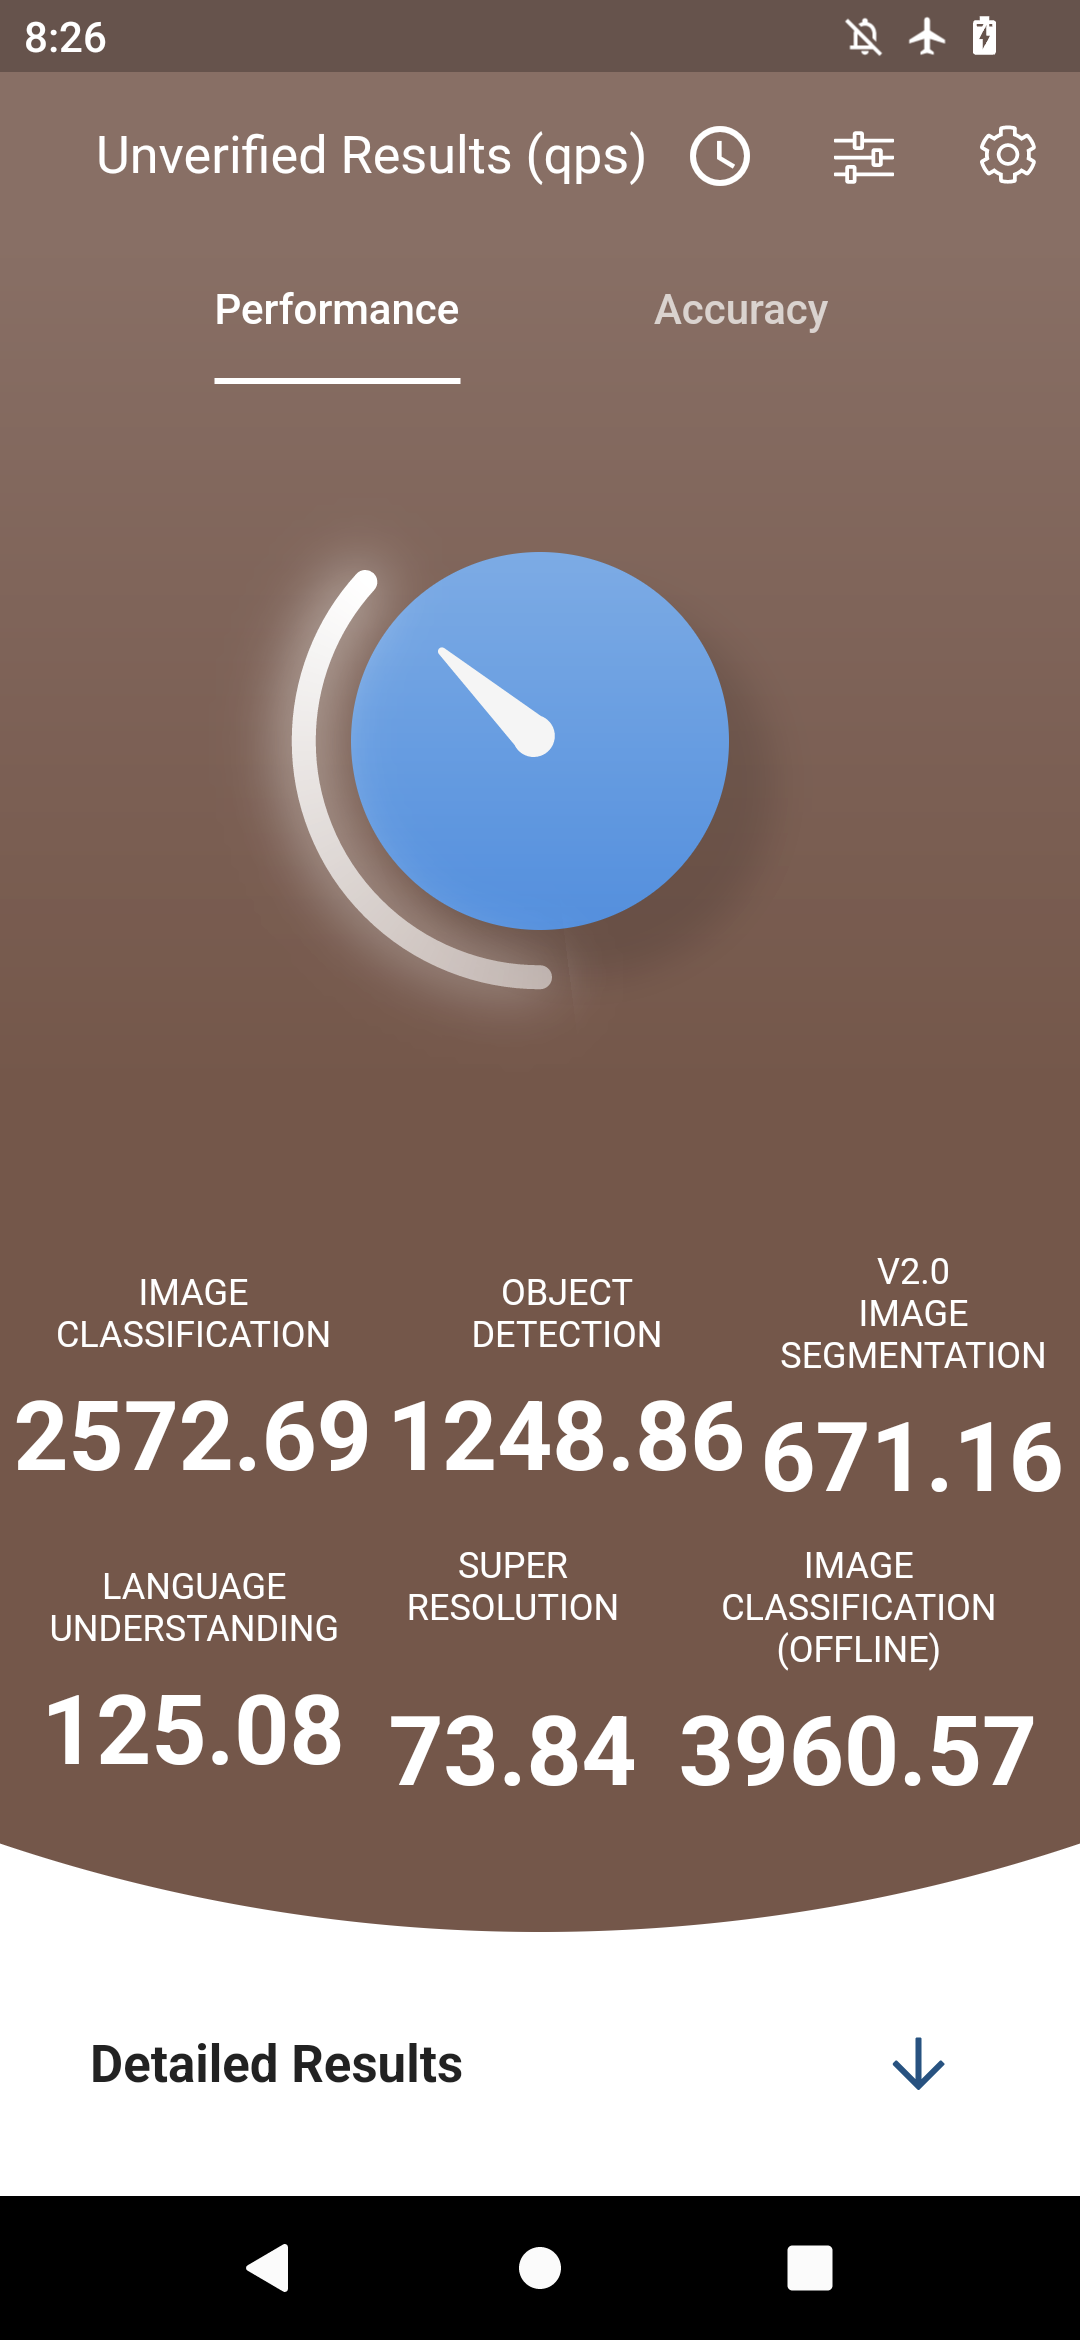 8:26
Unverified Results (qps)
Performance
Accuracy
IMAGE
CLASSIFICATION
2572.69
OBJECT
DETECTION
1248.86
V2.0
IMAGE
SEGMENTATION
671.16
LANGUAGE
UNDERSTANDING
125.08
SUPER
RESOLUTION
73.84
IMAGE
CLASSIFICATION
(OFFLINE)
3960.57
Detailed Results